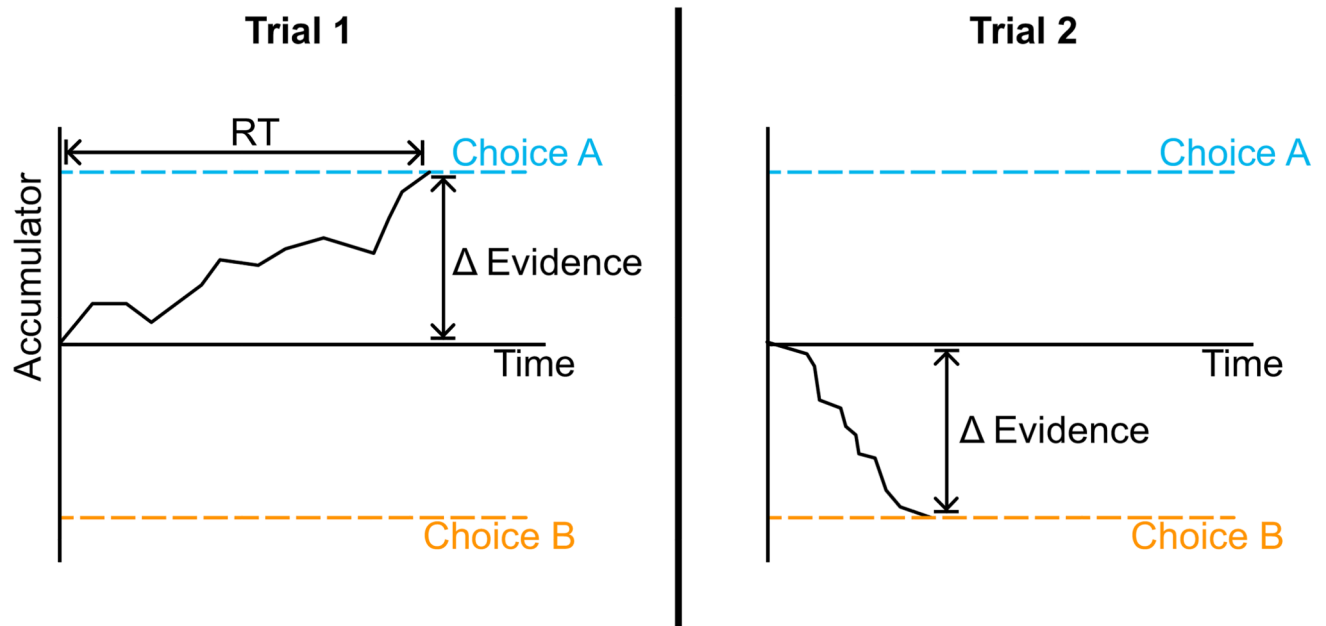 Trial 1
RT
Choice A
Accumulator
Δ Evidence
Time
Choice B
Trial 2
Choice A
Time
Δ Evidence
Choice B